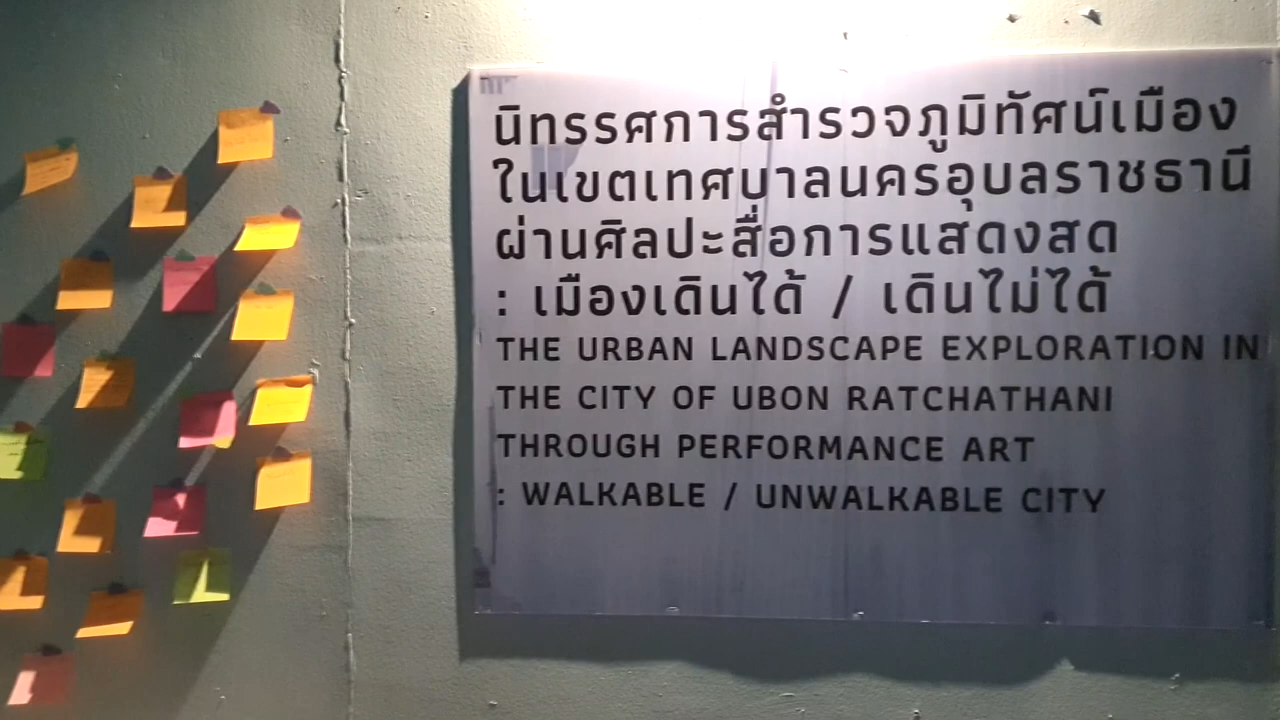 นิทรรศการสำรวจภูมิทัศน์เมือง
ในเขตเทศบาลนครอุบลราชธานี
ผ่านศิลปะสื่อการแสดงสด
: เมืองเดินได้ / เดินไม่ได้
THE URBAN LANDSCAPE EXPLORATION IN
THE CITY OF UBON RATCHATHANI
THROUGH PERFORMANCE ART
: WALKABLE / UNWALKABLE CITY